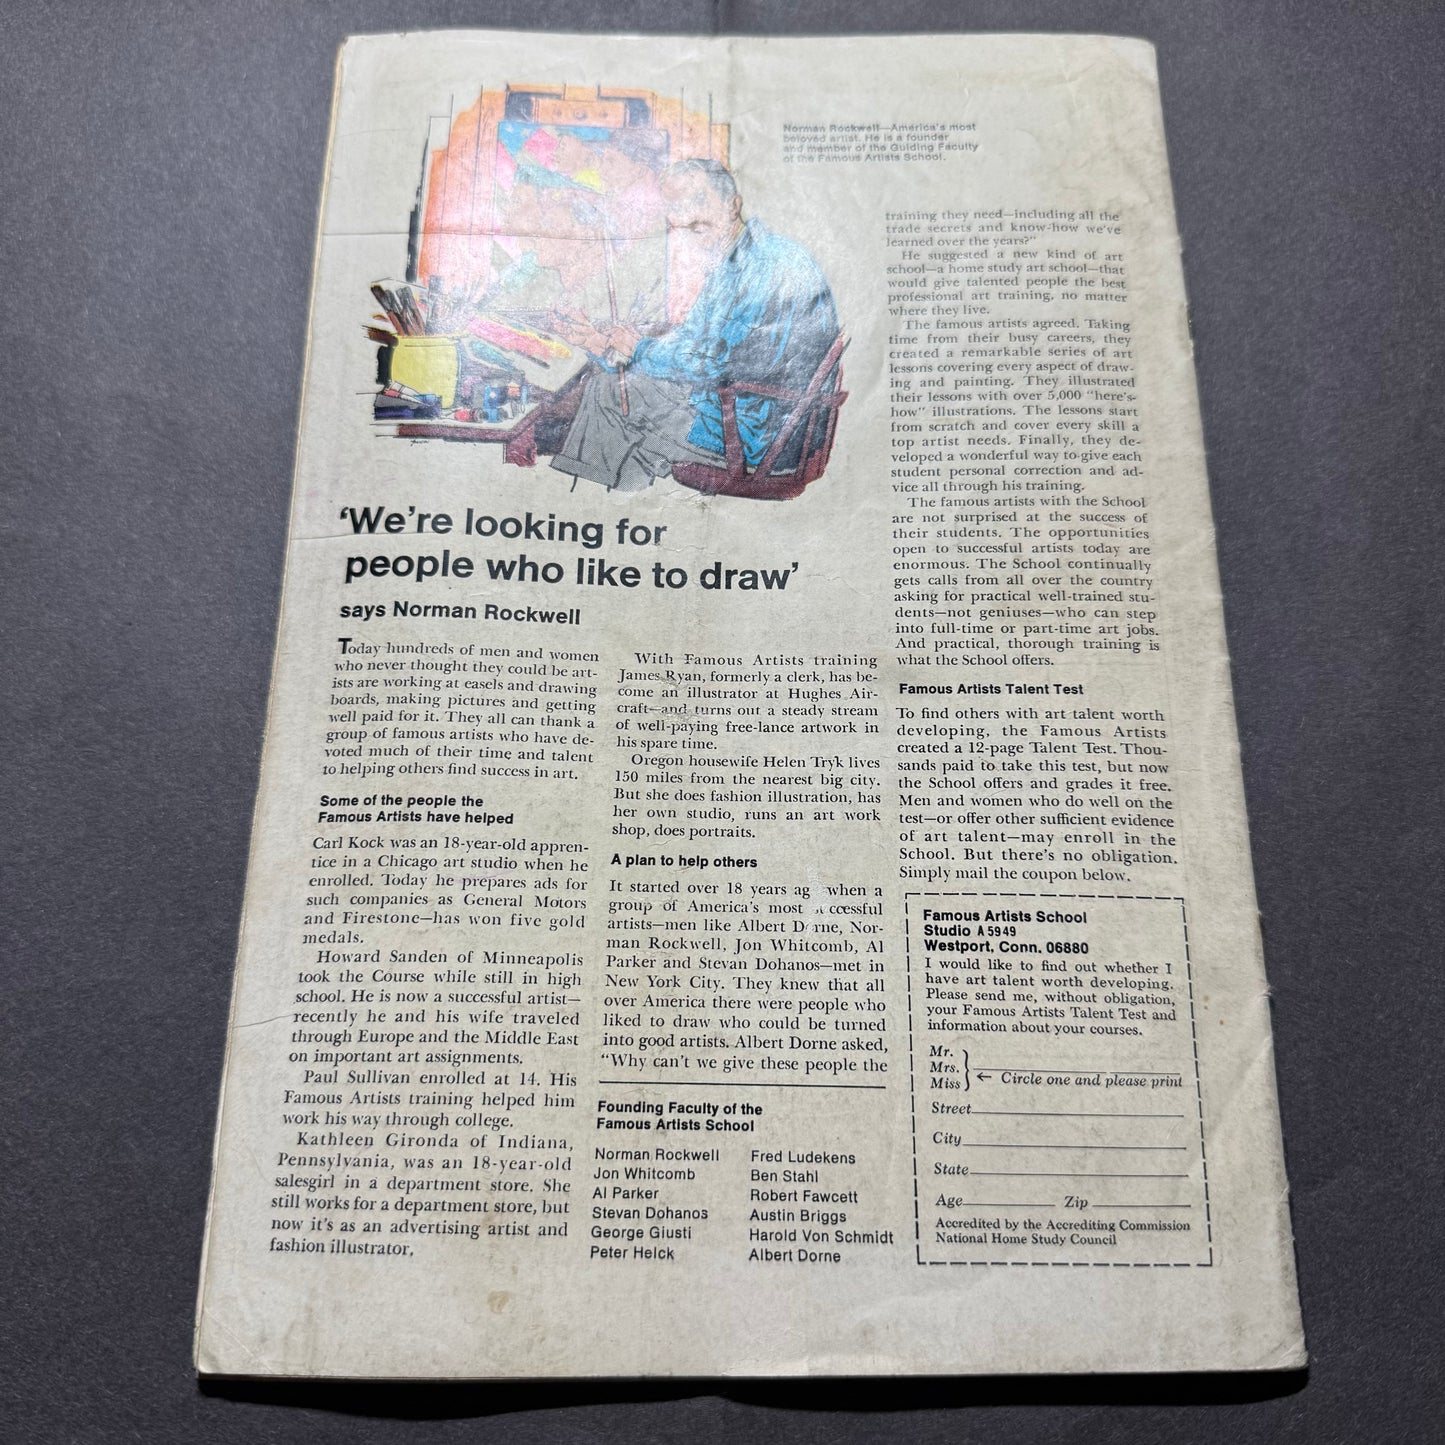 Norman Rockwell—America's most
beloved artist. He is a founder
and member of the Guiding Faculty
of the Famous Artists School.
'We're looking for
people who like to draw'
says Norman Rockwell
Today hundreds of men and women
who never thought they could be art-
ists are working at easels and drawing
boards, making pictures and getting
well paid for it. They all can thank a
group of famous artists who have de-
voted much of their time and talent
to helping others find success in art.
Some of the people the
Famous Artists have helped
Carl Kock was an 18-year-old appren-
tice in a Chicago art studio when he
enrolled. Today he prepares ads for
such companies as General Motors
and Firestone—has won five gold
medals.
Howard Sanden of Minneapolis
took the Course while still in high
school. He is now a successful artist—
recently he and his wife traveled
through Europe and the Middle East
on important art assignments.
Paul Sullivan enrolled at 14. His
Famous Artists training helped him
work his way through college.
Kathleen Gironda of Indiana,
Pennsylvania, was an 18-year-old
salesgirl in a department store. She
still works for a department store, but
now it's as an advertising artist and
fashion illustrator.
With Famous Artists training
James Ryan, formerly a clerk, has be-
come an illustrator at Hughes Air-
craft—and turns out a steady stream
of well-paying free-lance artwork in
his spare time.
Oregon housewife Helen Tryk lives
150 miles from the nearest big city.
But she does fashion illustration, has
her own studio, runs an art work
shop, does portraits.
A plan to help others
It started over 18 years ag when a
group of America's most ccessful
artists—men like Albert D rne, Nor-
man Rockwell, Jon Whitcomb, Al
Parker and Stevan Dohanos—met in
New York City. They knew that all
over America there were people who
liked to draw who could be turned
into good artists. Albert Dorne asked,
"Why can't we give these people the
Founding Faculty of the
Famous Artists School
Norman Rockwell
Jon Whitcomb
Al Parker
Stevan Dohanos
George Giusti
Peter Helck
Fred Ludekens
Ben Stahl
Robert Fawcett
Austin Briggs
Harold Von Schmidt
Albert Dorne
training they need—including all the
trade secrets and know-how we've
learned over the years?"
He suggested a new kind of art
school—a home study art school—that
would give talented people the best
professional art training, no matter
where they live.
The famous artists agreed. Taking
time from their busy careers, they
created a remarkable series of art
lessons covering every aspect of draw-
ing and painting. They illustrated
their lessons with over 5,000 "here's-
how" illustrations. The lessons start
from scratch and cover every skill a
top artist needs. Finally, they de-
veloped a wonderful way to give each
student personal correction and ad-
vice all through his training.
The famous artists with the School
are not surprised at the success of
their students. The opportunities
open to successful artists today are
enormous. The School continually
gets calls from all over the country
asking for practical well-trained stu-
dents—not geniuses—who can step
into full-time or part-time art jobs.
And practical, thorough training is
what the School offers.
Famous Artists Talent Test
To find others with art talent worth
developing, the Famous Artists
created a 12-page Talent Test. Thou-
sands paid to take this test, but now
the School offers and grades it free.
Men and women who do well on the
test—or offer other sufficient evidence
of art talent—may enroll in the
School. But there's no obligation.
Simply mail the coupon below.
Famous Artists School
Studio A5949
Westport, Conn. 06880
I would like to find out whether I
have art talent worth developing.
Please send me, without obligation,
your Famous Artists Talent Test and
information about your courses.
Mr.
Mrs.
Miss ← Circle one and please print
Street
City
State
Age Zip
Accredited by the Accrediting Commission
National Home Study Council